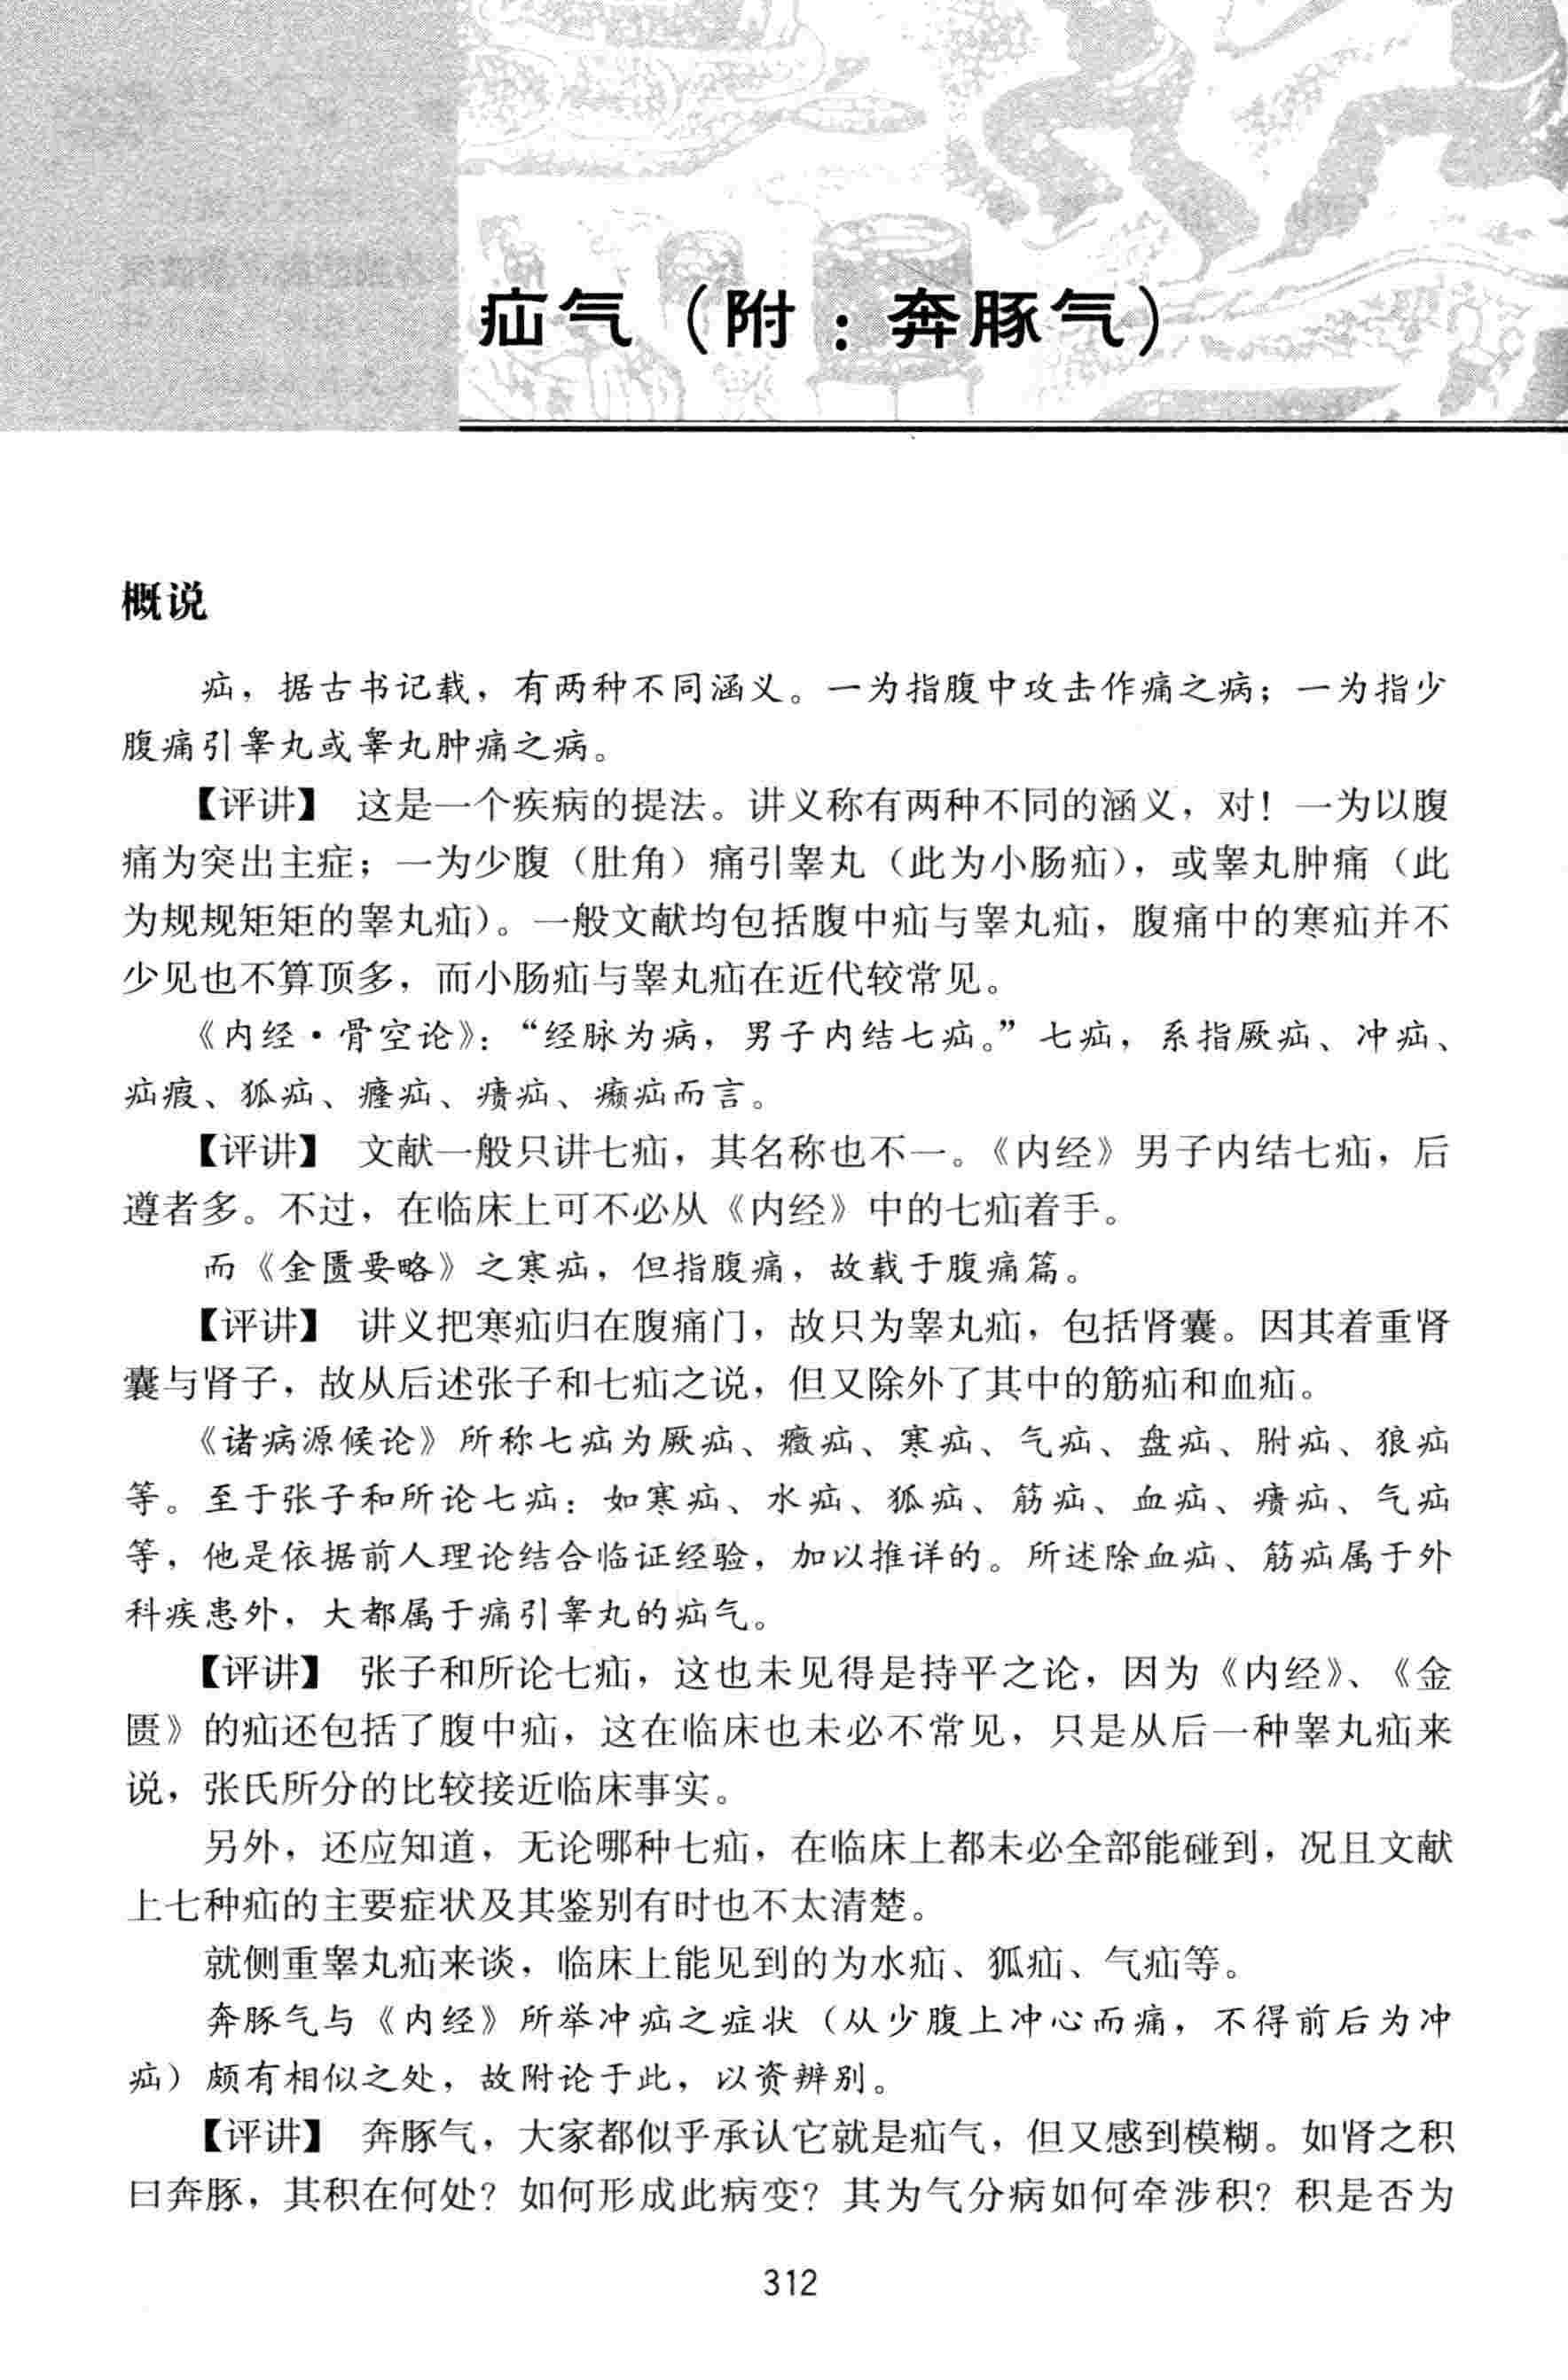 疝气（附：奔豚气）
概说
疝，据古书记载，有两种不同涵义。一为指腹中攻击作痛之病；一为指少
腹痛引睾丸或睾丸肿痛之病。
【评讲】 这是一个疾病的提法。讲义称有两种不同的涵义，对！一为以腹
痛为突出主症；一为少腹（肚角）痛引睾丸（此为小肠疝），或睾丸肿痛（此
为规规矩矩的睾丸疝）。一般文献均包括腹中疝与睾丸疝，腹痛中的寒疝并不
少见也不算顶多，而小肠疝与睾丸疝在近代较常见。
《内经·骨空论》：“经脉为病，男子内结七疝。”七疝，系指厥疝、冲疝、
疝瘕、狐疝、㿉疝、㿉疝、癞疝而言。
【评讲】 文献一般只讲七疝，其名称也不一。《内经》男子内结七疝，后
遵者多。不过，在临床上可不必从《内经》中的七疝着手。
而《金匮要略》之寒疝，但指腹痛，故载于腹痛篇。
【评讲】 讲义把寒疝归在腹痛门，故只为睾丸疝，包括肾囊。因其着重肾
囊与肾子，故从后述张子和七疝之说，但又除外了其中的筋疝和血疝。
《诸病源候论》所称七疝为厥疝、癥疝、寒疝、气疝、盘疝、胕疝、狼疝
等。至于张子和所论七疝：如寒疝、水疝、狐疝、筋疝、血疝、㿉疝、气疝
等，他是依据前人理论结合临证经验，加以推详的。所述除血疝、筋疝属于外
科疾患外，大都属于痛引睾丸的疝气。
【评讲】 张子和所论七疝，这也未见得是持平之论，因为《内经》、《金
匮》的疝还包括了腹中疝，这在临床也未必不常见，只是从后一种睾丸疝来
说，张氏所分的比较接近临床事实。
另外，还应知道，无论哪种七疝，在临床上都未必全部能碰到，况且文献
上七种疝的主要症状及其鉴别有时也不太清楚。
就侧重睾丸疝来谈，临床上能见到的为水疝、狐疝、气疝等。
奔豚气与《内经》所举冲疝之症状（从少腹上冲心而痛，不得前后为冲
疝）颇有相似之处，故附论于此，以资辨别。
【评讲】 奔豚气，大家都似乎承认它就是疝气，但又感到模糊。如肾之积
曰奔豚，其积在何处？如何形成此病变？其为气分病如何牵涉积？积是否为
312